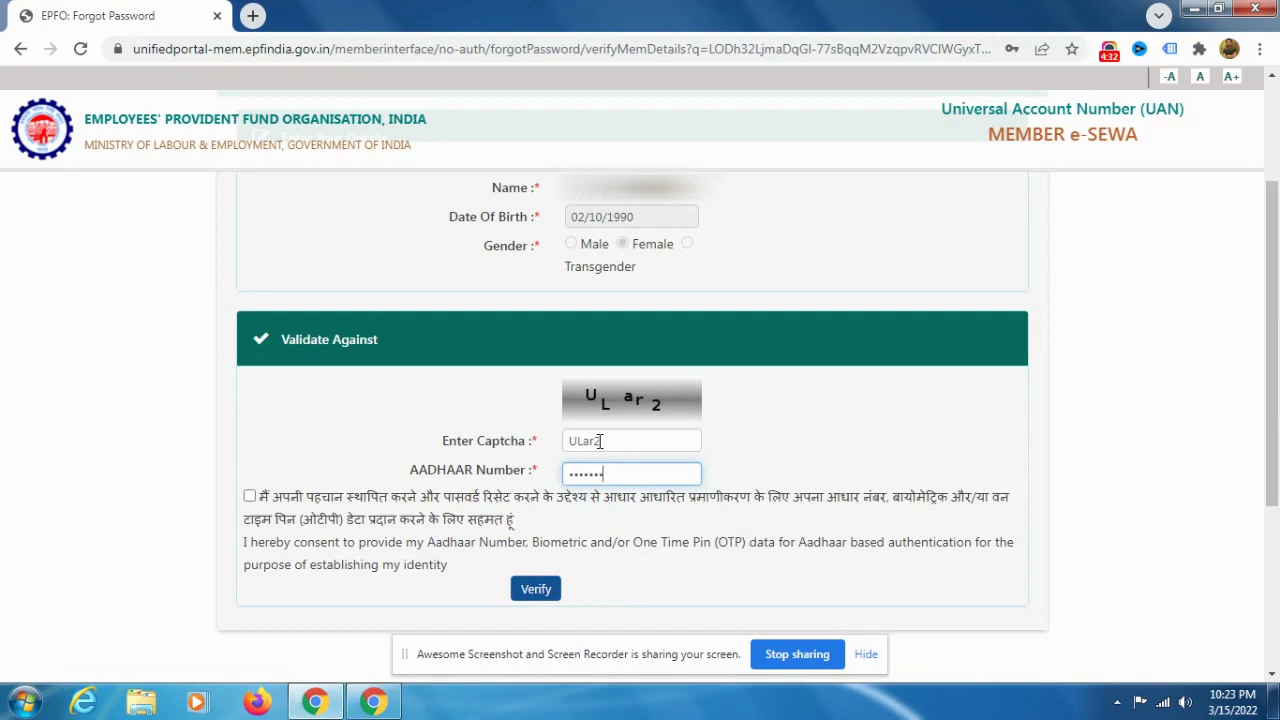 EPFO: Forgot Password
unifiedportal-mem.epfindia.gov.in/memberinterface/no-auth/forgotPassword/verifyMemDetails?q=LODh32LjmaDqGl-77sBqqM2VzqpvRVClWGyxT...
4:32
-A A A+
EMPLOYEES' PROVIDENT FUND ORGANISATION, INDIA
MINISTRY OF LABOUR & EMPLOYMENT, GOVERNMENT OF INDIA
Universal Account Number (UAN)
MEMBER e-SEWA
Enter Your Details
Name :*
Date Of Birth :* 02/10/1990
Gender :* Male Female
Transgender
Validate Against
U L a r 2
Enter Captcha :* ULar2
AADHAAR Number :* •••••••
मैं अपनी पहचान स्थापित करने और पासवर्ड रिसेट करने के उद्देश्य से आधार आधारित प्रमाणीकरण के लिए अपना आधार नंबर, बायोमेट्रिक और/या वन
टाइम पिन (ओटीपी) डेटा प्रदान करने के लिए सहमत हूं
I hereby consent to provide my Aadhaar Number, Biometric and/or One Time Pin (OTP) data for Aadhaar based authentication for the
purpose of establishing my identity
Verify
Awesome Screenshot and Screen Recorder is sharing your screen. Stop sharing Hide
10:23 PM
3/15/2022